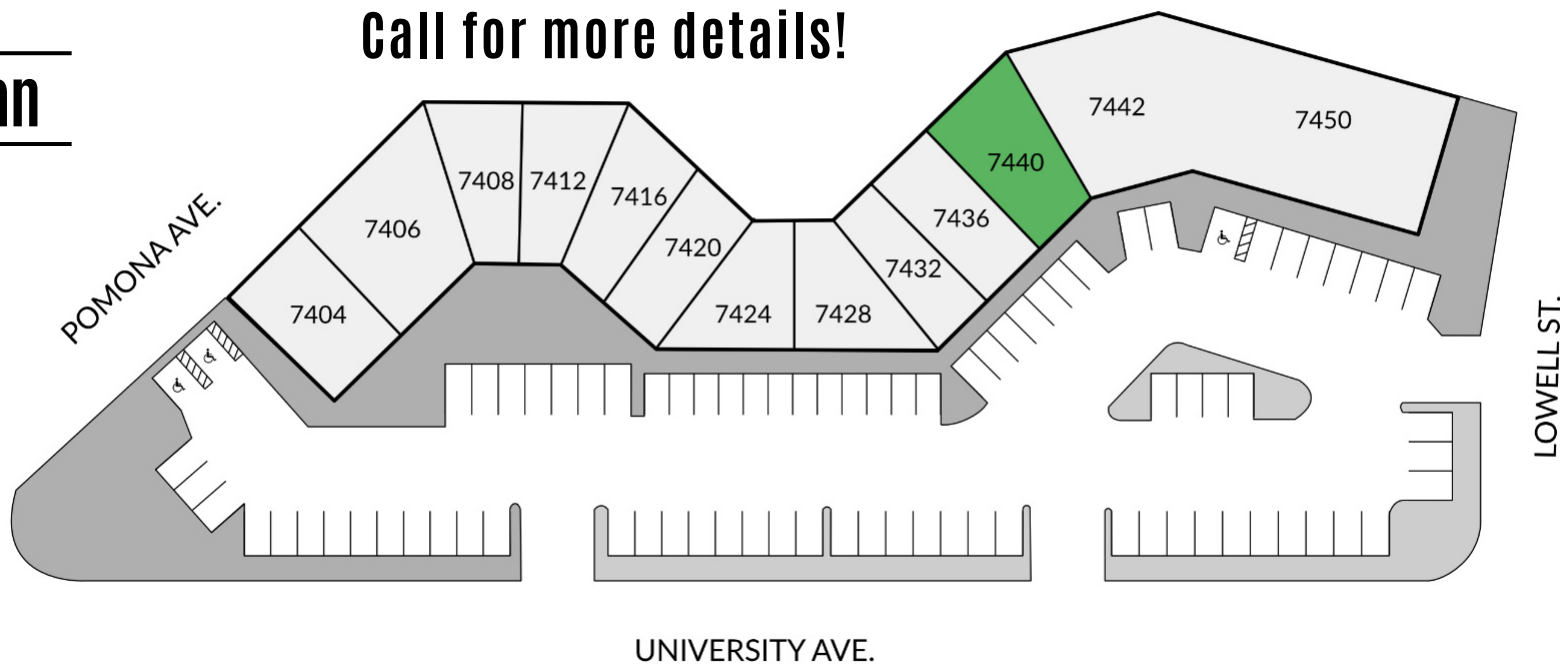 Call for more details!
an
7442
7450
7440
7408
7412
7416
7436
7406
7420
7432
7404
7424
7428
POMONA AVE.
LOWELL ST.
UNIVERSITY AVE.